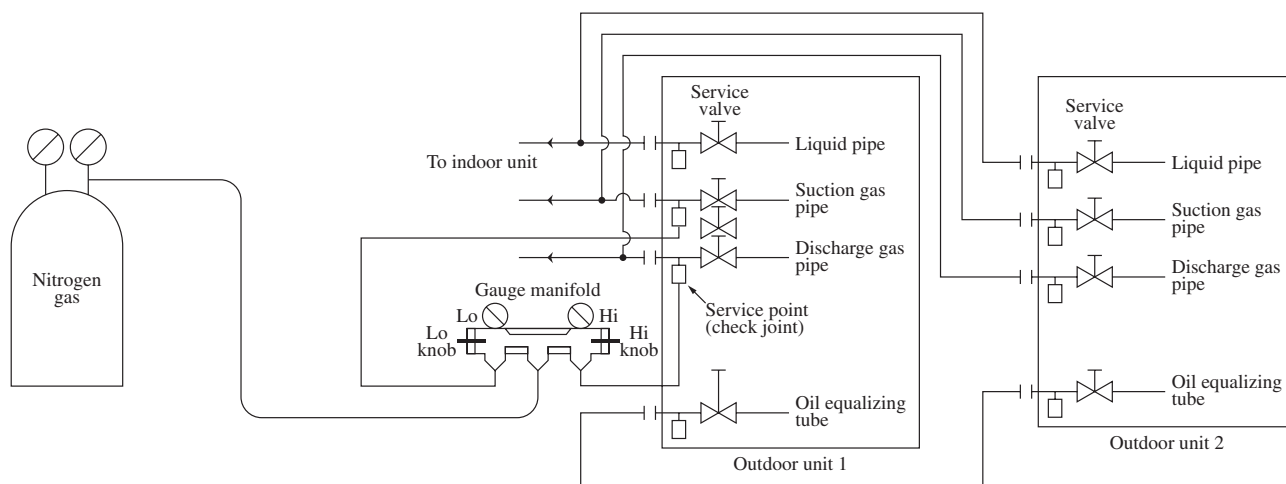 Service
valve
Liquid pipe
To indoor unit
Suction gas
pipe
Discharge gas
pipe
Nitrogen
gas
Gauge manifold
Lo
Hi
Lo
knob
Hi
knob
Service point
(check joint)
Oil equalizing
tube
Outdoor unit 1
Service
valve
Liquid pipe
Suction gas
pipe
Discharge gas
pipe
Oil equalizing
tube
Outdoor unit 2